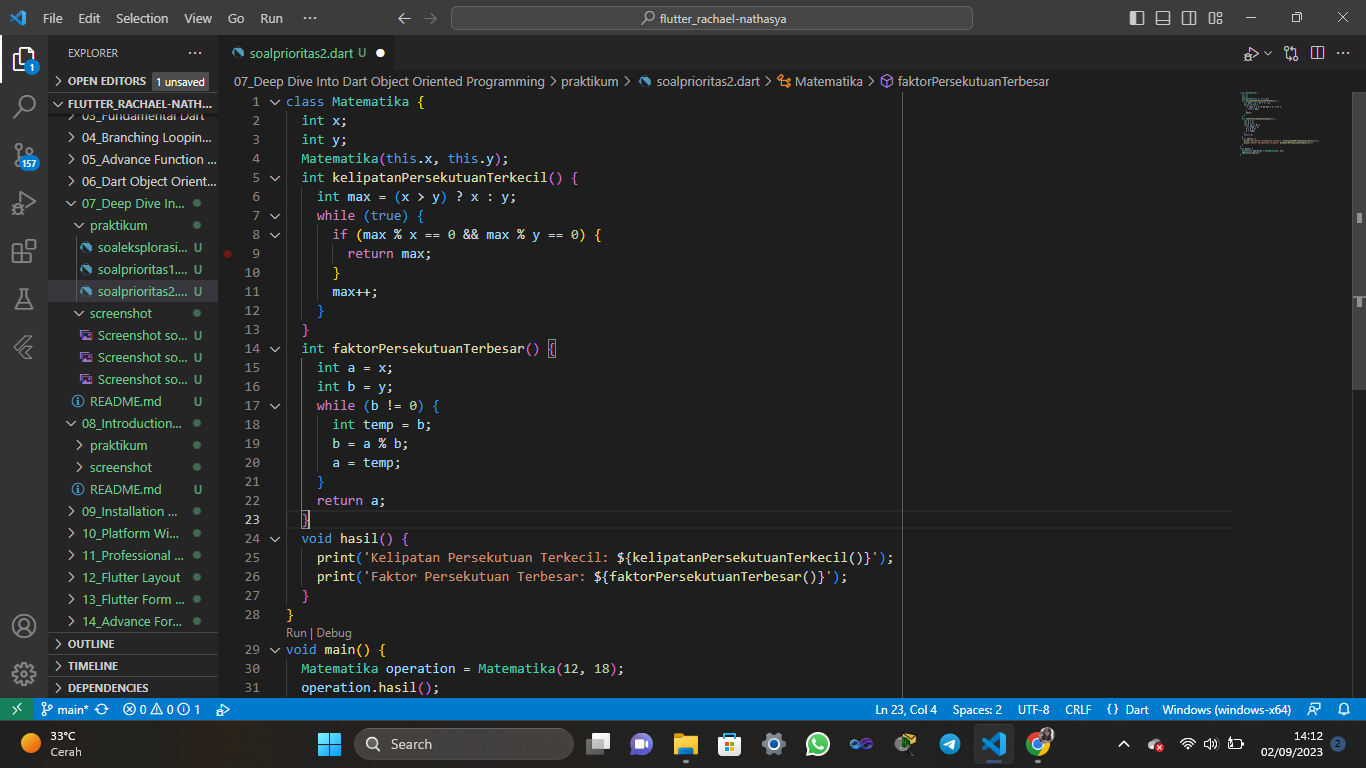 File Edit Selection View Go Run ···
flutter_rachael-nathasya
EXPLORER ···
OPEN EDITORS 1 unsaved
FLUTTER_RACHAEL-NATH...
03_Fundamental Dart
04_Branching Loopin...
05_Advance Function ...
06_Dart Object Orient...
07_Deep Dive In...
praktikum
soaleksplorasi... U
soalprioritas1.... U
soalprioritas2.... U
screenshot
Screenshot so... U
Screenshot so... U
Screenshot so... U
README.md U
08_Introduction...
praktikum
screenshot
README.md U
09_Installation ...
10_Platform Wi...
11_Professional ...
12_Flutter Layout
13_Flutter Form ...
14_Advance For...
OUTLINE
TIMELINE
DEPENDENCIES
1
157
soalprioritas2.dart U
07_Deep Dive Into Dart Object Oriented Programming > praktikum > soalprioritas2.dart > Matematika > faktorPersekutuanTerbesar
1 class Matematika {
2 int x;
3 int y;
4 Matematika(this.x, this.y);
5 int kelipatanPersekutuanTerkecil() {
6 int max = (x > y) ? x : y;
7 while (true) {
8 if (max % x == 0 && max % y == 0) {
9 return max;
10 }
11 max++;
12 }
13 }
14 int faktorPersekutuanTerbesar() {
15 int a = x;
16 int b = y;
17 while (b != 0) {
18 int temp = b;
19 b = a % b;
20 a = temp;
21 }
22 return a;
23 }
24 void hasil() {
25 print('Kelipatan Persekutuan Terkecil: ${kelipatanPersekutuanTerkecil()}');
26 print('Faktor Persekutuan Terbesar: ${faktorPersekutuanTerbesar()}');
27 }
28 }
Run | Debug
29 void main() {
30 Matematika operation = Matematika(12, 18);
31 operation.hasil();
main* 0 0 1 Ln 23, Col 4 Spaces: 2 UTF-8 CRLF {} Dart Windows (windows-x64)
33°C
Cerah
Search
14:12
02/09/2023
2